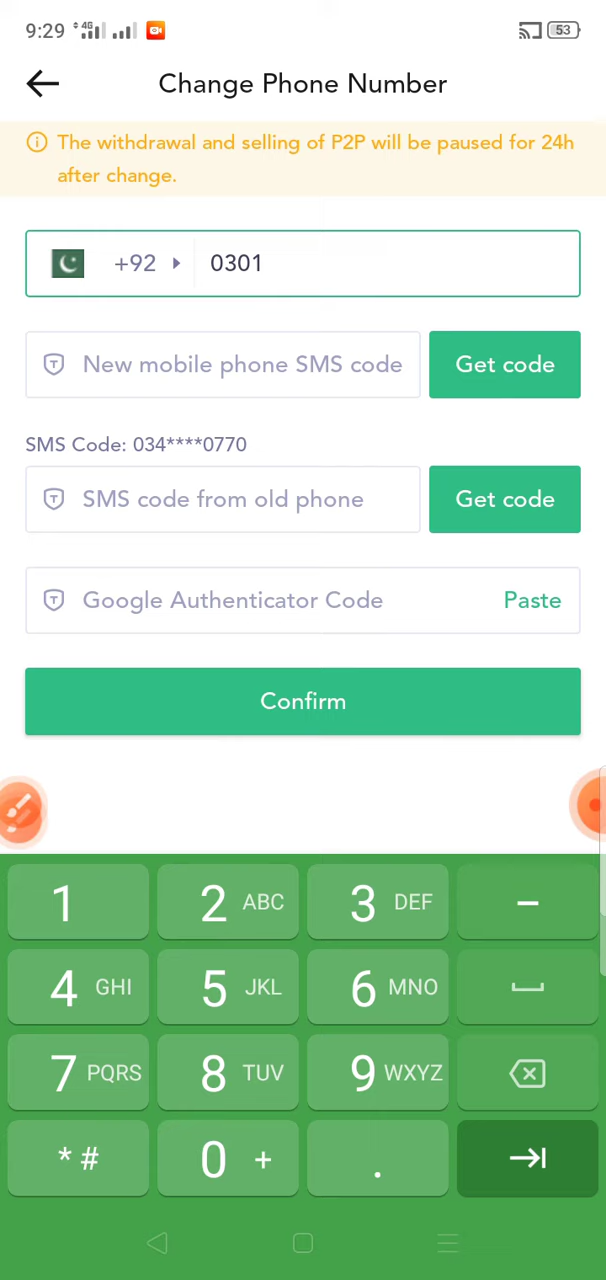 9:29 4G 53
Change Phone Number
The withdrawal and selling of P2P will be paused for 24h
after change.
+92 0301
New mobile phone SMS code Get code
SMS Code: 034****0770
SMS code from old phone Get code
Google Authenticator Code Paste
Confirm
1 2 ABC 3 DEF –
4 GHI 5 JKL 6 MNO
7 PQRS 8 TUV 9 WXYZ
* # 0 + .